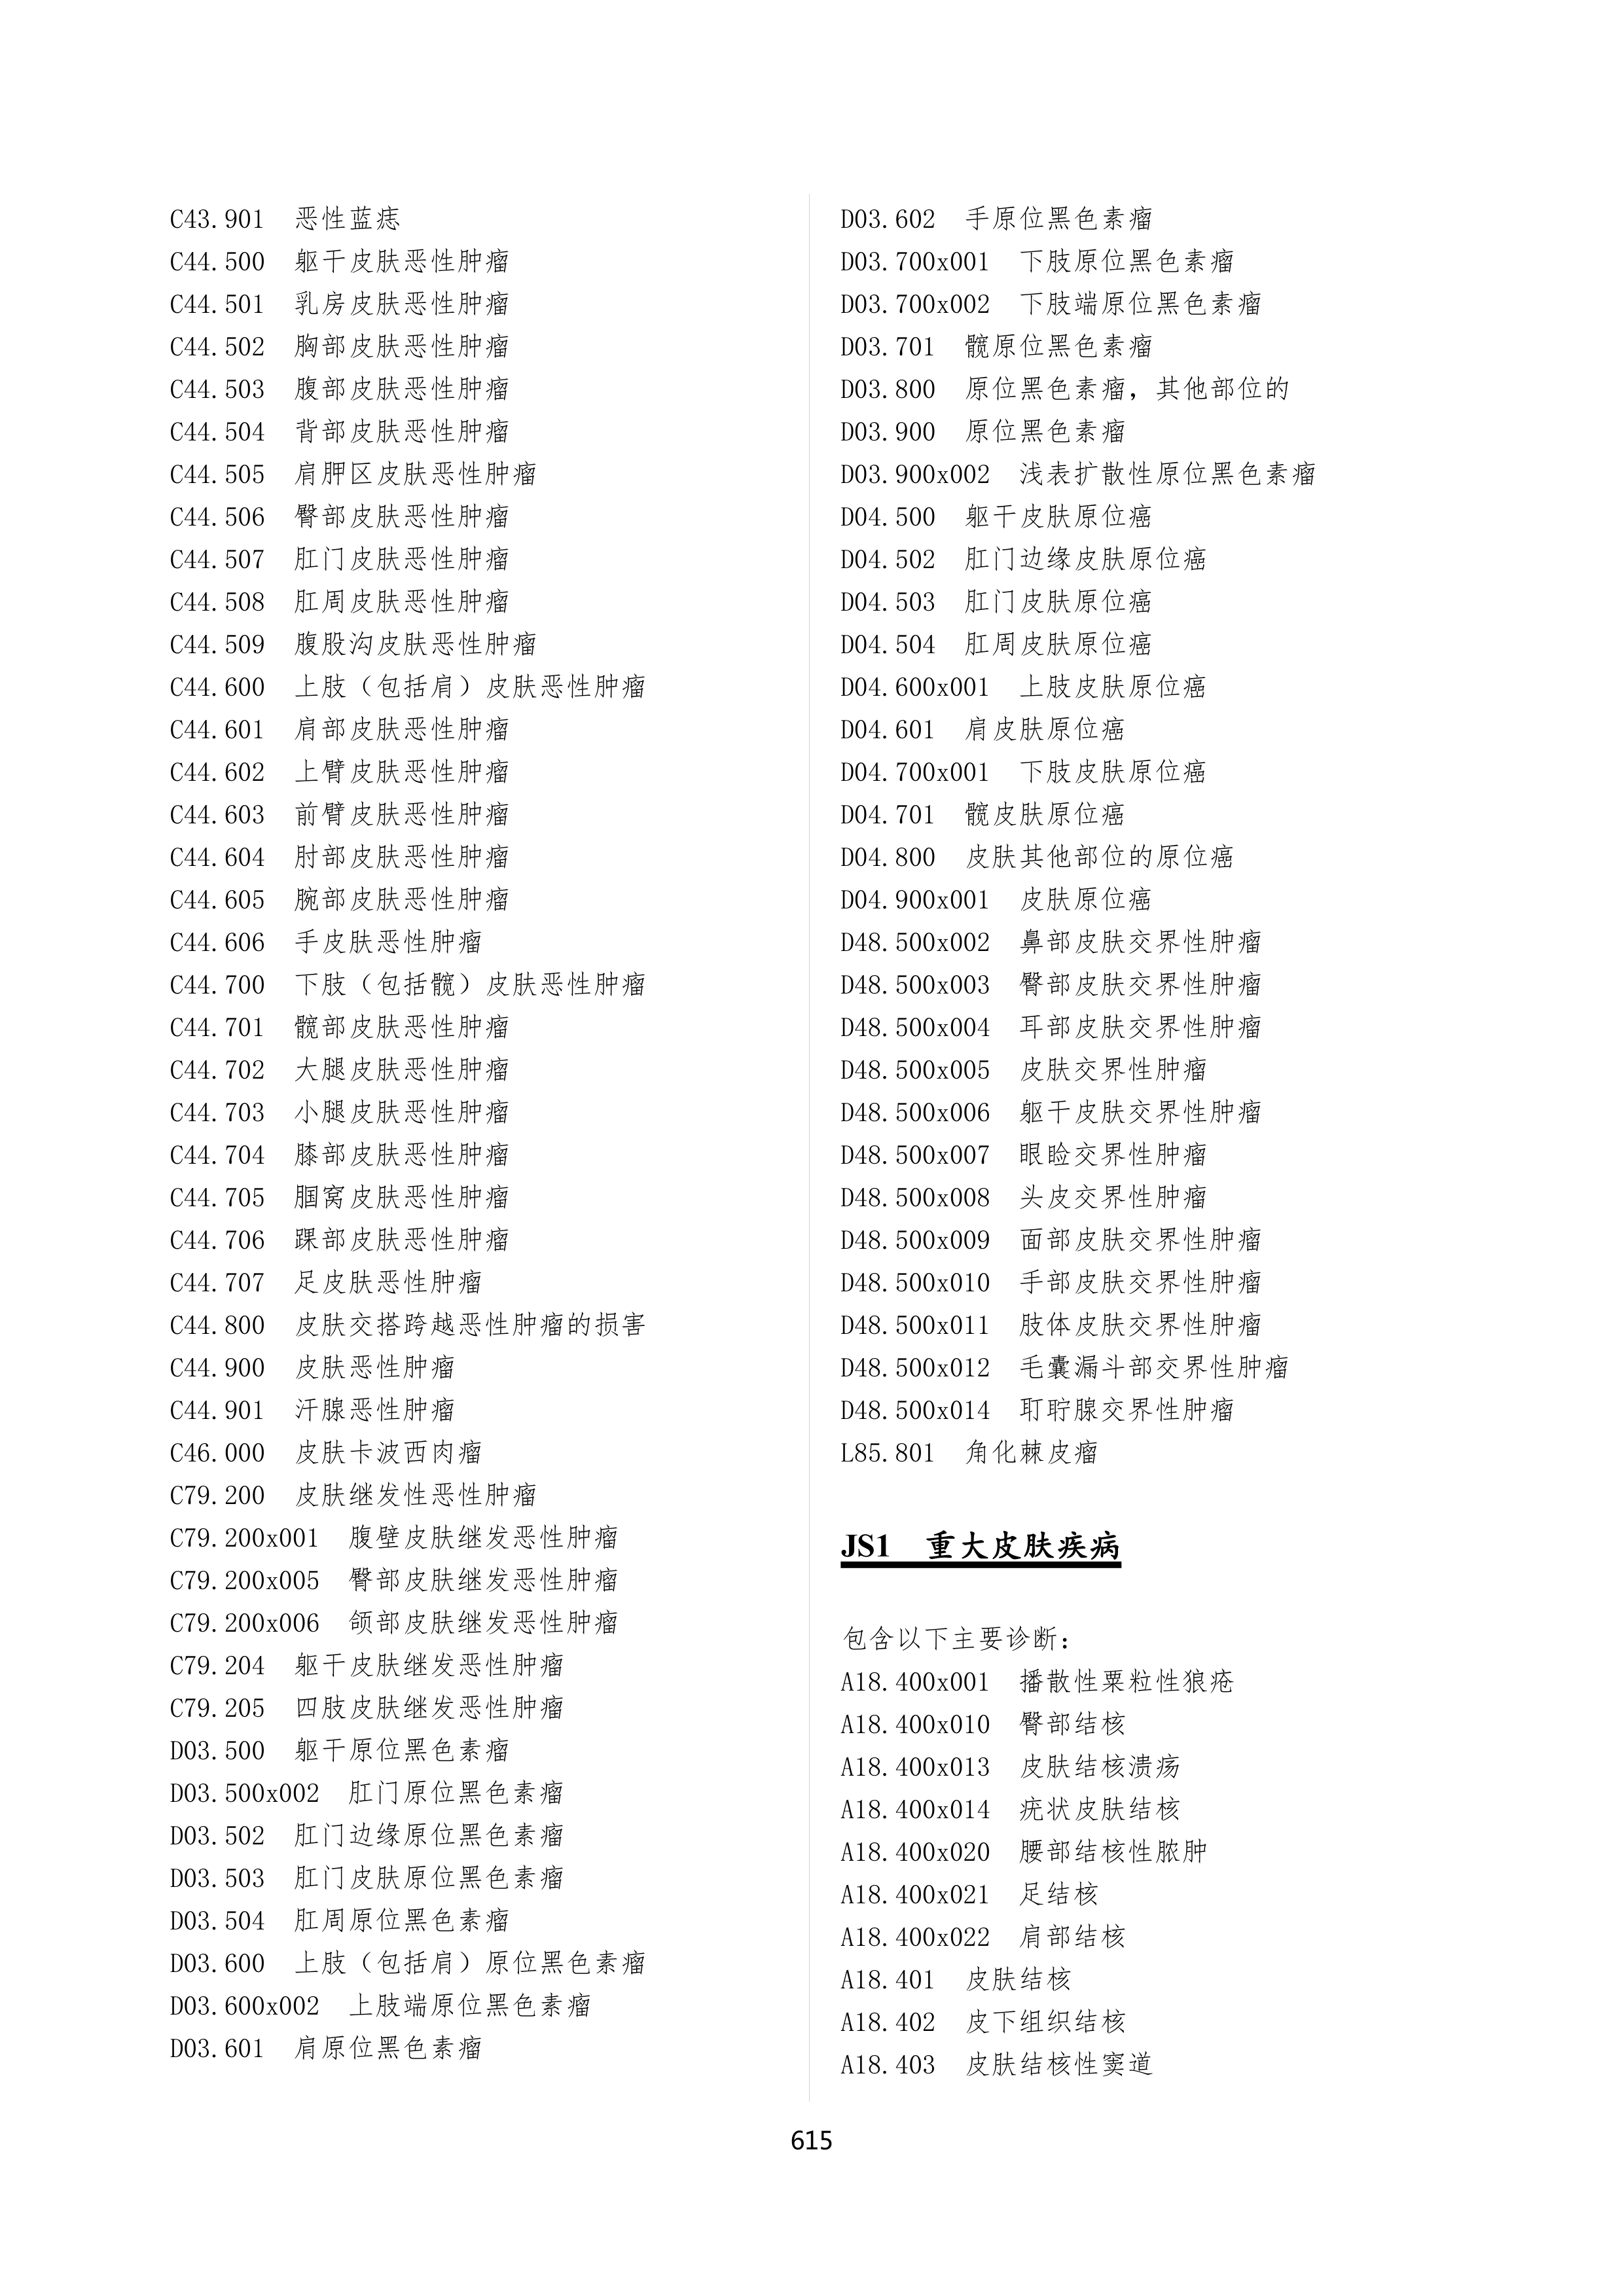 C43.901 恶性蓝痣
C44.500 躯干皮肤恶性肿瘤
C44.501 乳房皮肤恶性肿瘤
C44.502 胸部皮肤恶性肿瘤
C44.503 腹部皮肤恶性肿瘤
C44.504 背部皮肤恶性肿瘤
C44.505 肩胛区皮肤恶性肿瘤
C44.506 臀部皮肤恶性肿瘤
C44.507 肛门皮肤恶性肿瘤
C44.508 肛周皮肤恶性肿瘤
C44.509 腹股沟皮肤恶性肿瘤
C44.600 上肢（包括肩）皮肤恶性肿瘤
C44.601 肩部皮肤恶性肿瘤
C44.602 上臂皮肤恶性肿瘤
C44.603 前臂皮肤恶性肿瘤
C44.604 肘部皮肤恶性肿瘤
C44.605 腕部皮肤恶性肿瘤
C44.606 手皮肤恶性肿瘤
C44.700 下肢（包括髋）皮肤恶性肿瘤
C44.701 髋部皮肤恶性肿瘤
C44.702 大腿皮肤恶性肿瘤
C44.703 小腿皮肤恶性肿瘤
C44.704 膝部皮肤恶性肿瘤
C44.705 腘窝皮肤恶性肿瘤
C44.706 踝部皮肤恶性肿瘤
C44.707 足皮肤恶性肿瘤
C44.800 皮肤交搭跨越恶性肿瘤的损害
C44.900 皮肤恶性肿瘤
C44.901 汗腺恶性肿瘤
C46.000 皮肤卡波西肉瘤
C79.200 皮肤继发性恶性肿瘤
C79.200x001 腹壁皮肤继发恶性肿瘤
C79.200x005 臀部皮肤继发恶性肿瘤
C79.200x006 颌部皮肤继发恶性肿瘤
C79.204 躯干皮肤继发恶性肿瘤
C79.205 四肢皮肤继发恶性肿瘤
D03.500 躯干原位黑色素瘤
D03.500x002 肛门原位黑色素瘤
D03.502 肛门边缘原位黑色素瘤
D03.503 肛门皮肤原位黑色素瘤
D03.504 肛周原位黑色素瘤
D03.600 上肢（包括肩）原位黑色素瘤
D03.600x002 上肢端原位黑色素瘤
D03.601 肩原位黑色素瘤
D03.602 手原位黑色素瘤
D03.700x001 下肢原位黑色素瘤
D03.700x002 下肢端原位黑色素瘤
D03.701 髋原位黑色素瘤
D03.800 原位黑色素瘤，其他部位的
D03.900 原位黑色素瘤
D03.900x002 浅表扩散性原位黑色素瘤
D04.500 躯干皮肤原位癌
D04.502 肛门边缘皮肤原位癌
D04.503 肛门皮肤原位癌
D04.504 肛周皮肤原位癌
D04.600x001 上肢皮肤原位癌
D04.601 肩皮肤原位癌
D04.700x001 下肢皮肤原位癌
D04.701 髋皮肤原位癌
D04.800 皮肤其他部位的原位癌
D04.900x001 皮肤原位癌
D48.500x002 鼻部皮肤交界性肿瘤
D48.500x003 臀部皮肤交界性肿瘤
D48.500x004 耳部皮肤交界性肿瘤
D48.500x005 皮肤交界性肿瘤
D48.500x006 躯干皮肤交界性肿瘤
D48.500x007 眼睑交界性肿瘤
D48.500x008 头皮交界性肿瘤
D48.500x009 面部皮肤交界性肿瘤
D48.500x010 手部皮肤交界性肿瘤
D48.500x011 肢体皮肤交界性肿瘤
D48.500x012 毛囊漏斗部交界性肿瘤
D48.500x014 耵聍腺交界性肿瘤
L85.801 角化棘皮瘤
JS1 重大皮肤疾病
包含以下主要诊断：
A18.400x001 播散性粟粒性狼疮
A18.400x010 臀部结核
A18.400x013 皮肤结核溃疡
A18.400x014 疣状皮肤结核
A18.400x020 腰部结核性脓肿
A18.400x021 足结核
A18.400x022 肩部结核
A18.401 皮肤结核
A18.402 皮下组织结核
A18.403 皮肤结核性窦道
615